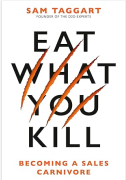 SAM TAGGART
FOUNDER OF THE D2D EXPERTS
EAT
WHAT
YOU
KILL
BECOMING A SALES
CARNIVORE